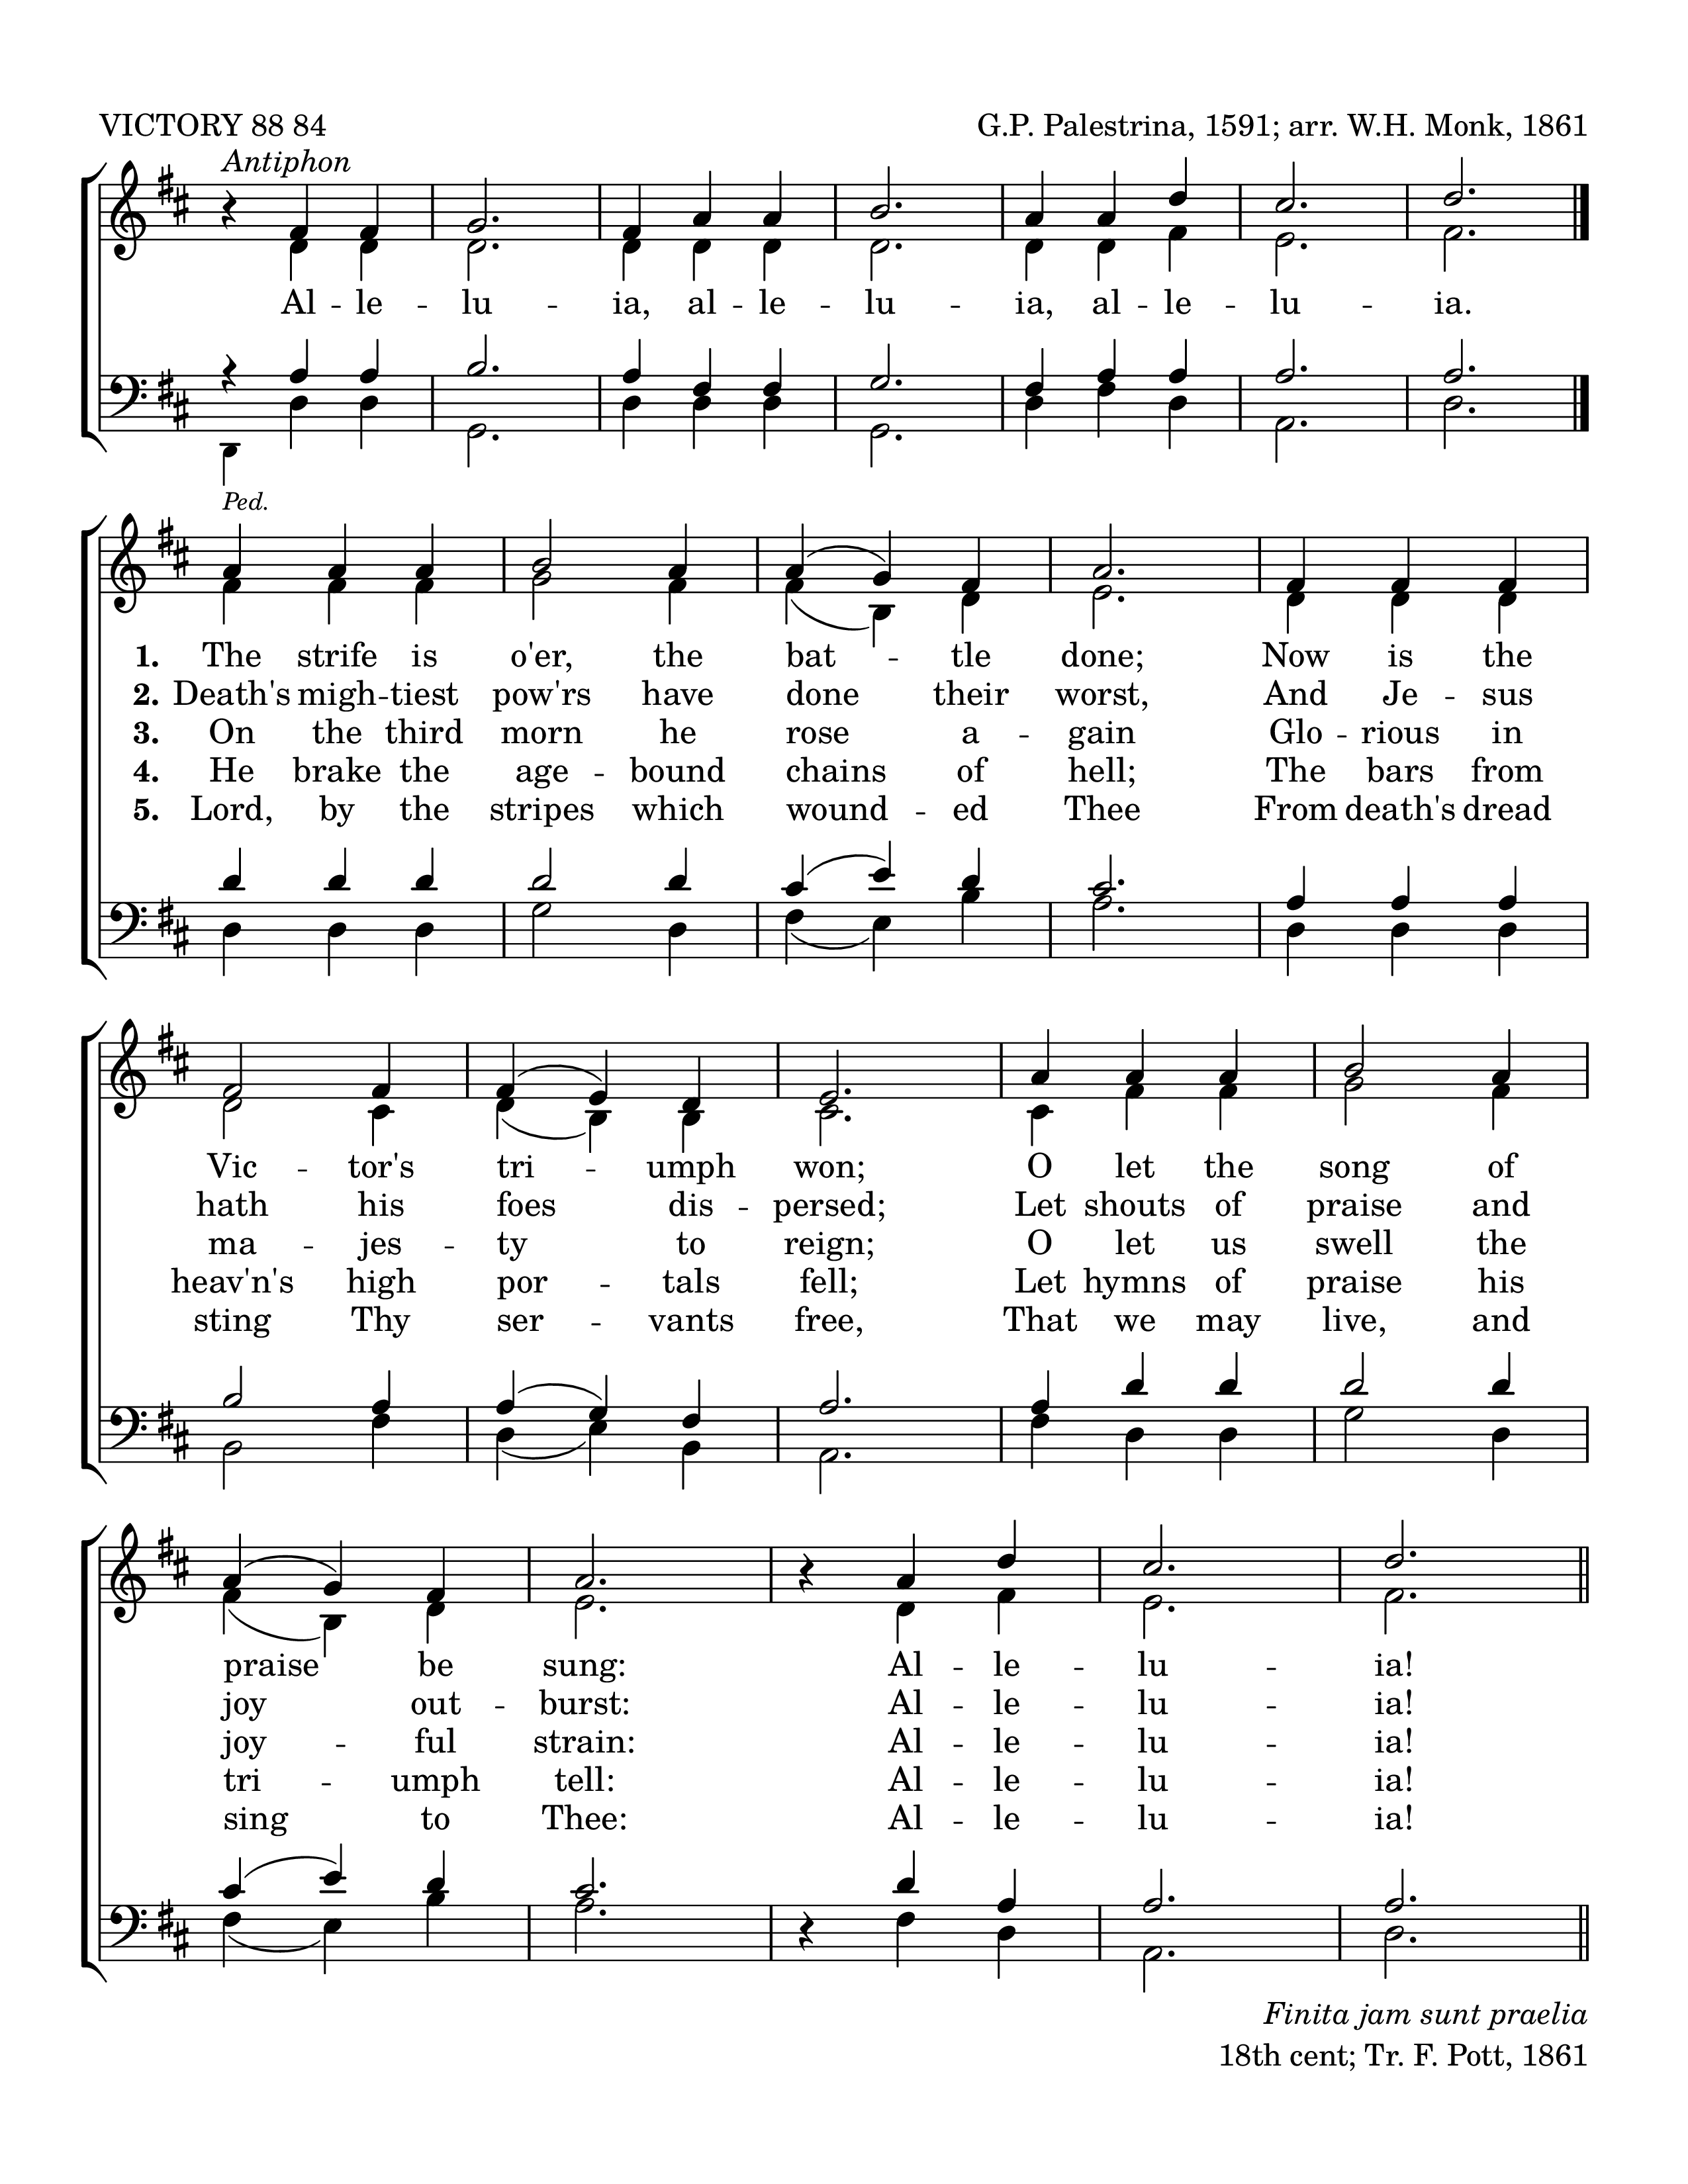 VICTORY 88 84 G.P. Palestrina, 1591; arr. W.H. Monk, 1861
Antiphon
Al -- le -- lu -- ia, al -- le -- lu -- ia, al -- le -- lu -- ia.
Ped.
1. The strife is o'er, the bat -- tle done; Now is the
2. Death's migh -- tiest pow'rs have done their worst, And Je -- sus
3. On the third morn he rose a -- gain Glo -- rious in
4. He brake the age -- bound chains of hell; The bars from
5. Lord, by the stripes which wound -- ed Thee From death's dread
Vic -- tor's tri -- umph won; O let the song of
hath his foes dis -- persed; Let shouts of praise and
ma -- jes -- ty to reign; O let us swell the
heav'n's high por -- tals fell; Let hymns of praise his
sting Thy ser -- vants free, That we may live, and
praise be sung: Al -- le -- lu -- ia!
joy out -- burst: Al -- le -- lu -- ia!
joy -- ful strain: Al -- le -- lu -- ia!
tri -- umph tell: Al -- le -- lu -- ia!
sing to Thee: Al -- le -- lu -- ia!
Finita jam sunt praelia
18th cent; Tr. F. Pott, 1861